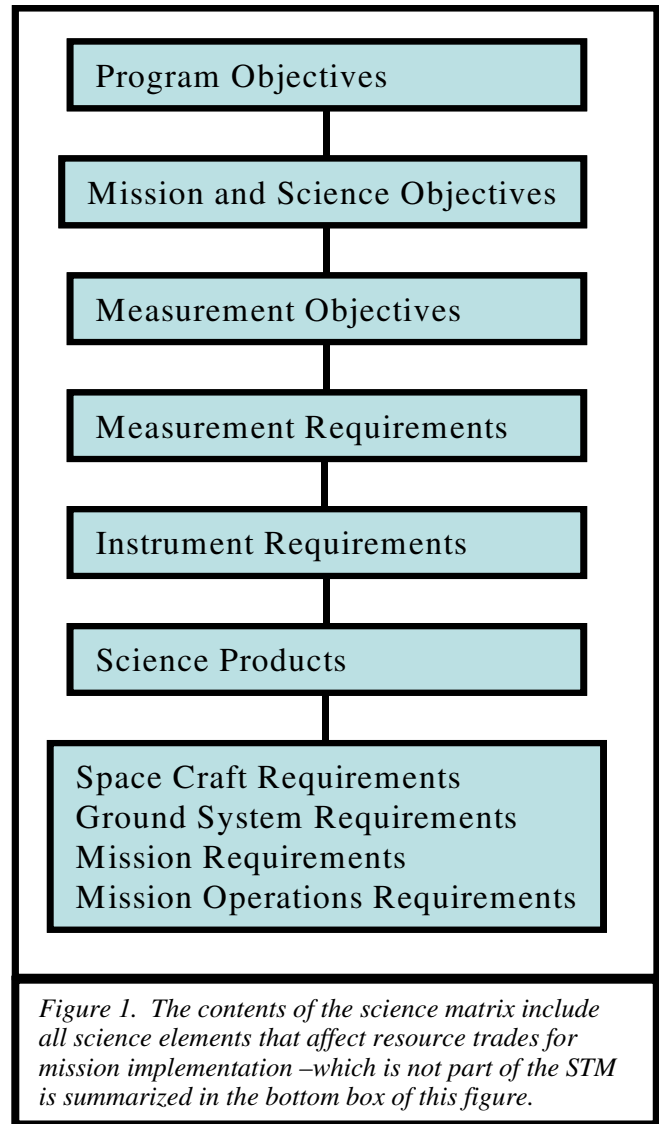 Program Objectives
Mission and Science Objectives
Measurement Objectives
Measurement Requirements
Instrument Requirements
Science Products
Space Craft Requirements
Ground System Requirements
Mission Requirements
Mission Operations Requirements
Figure 1.  The contents of the science matrix include
all science elements that affect resource trades for
mission implementation –which is not part of the STM
is summarized in the bottom box of this figure.